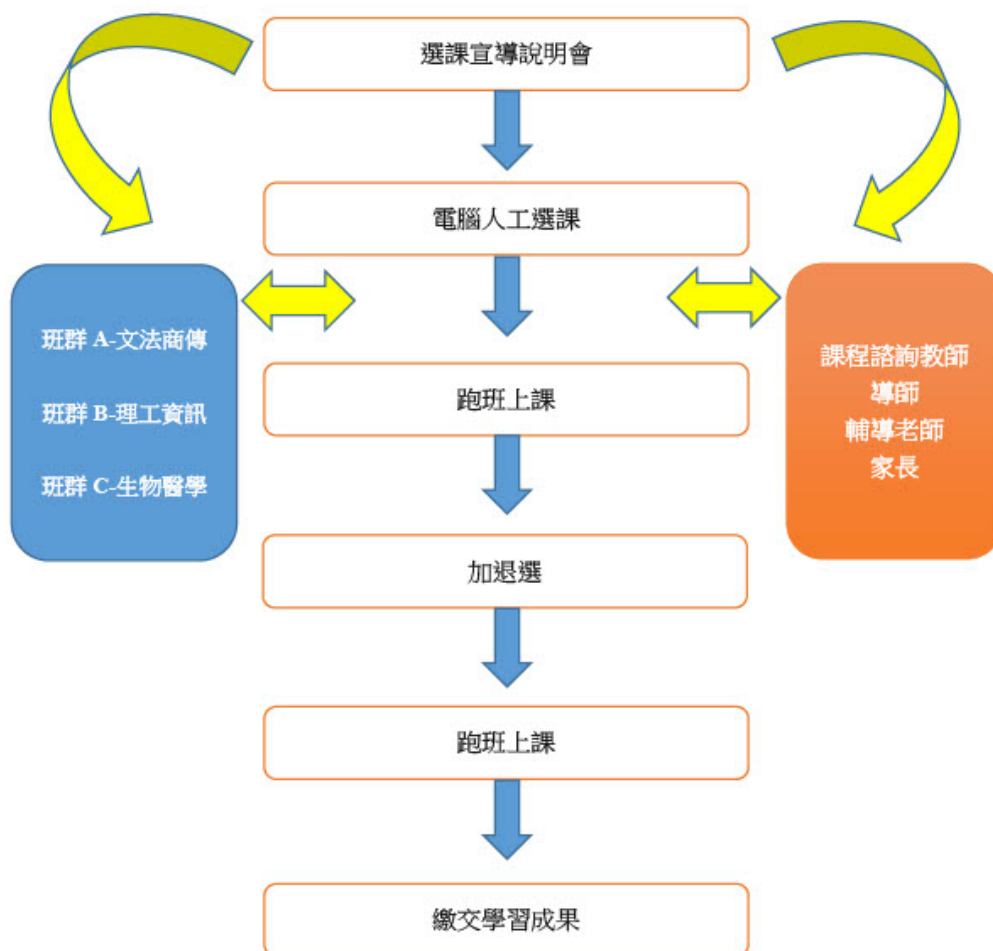 選課宣導說明會
電腦人工選課
班群 A-文法商傳
班群 B-理工資訊
班群 C-生物醫學
課程諮詢教師
導師
輔導老師
家長
跑班上課
加退選
跑班上課
繳交學習成果